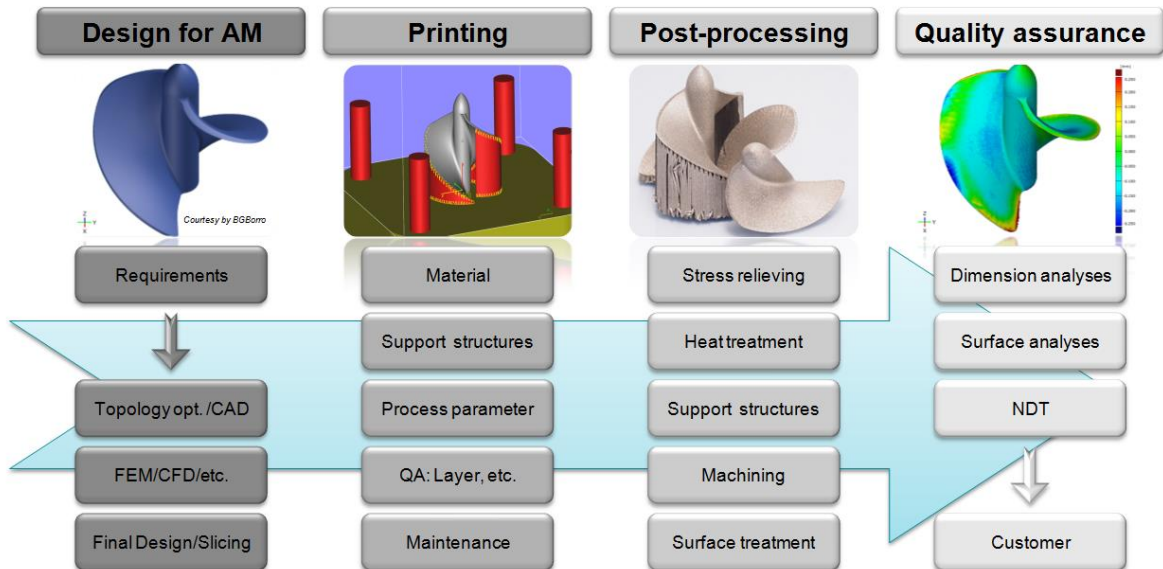 Design for AM
Printing
Post-processing
Quality assurance
Courtesy by BGBorro
Requirements
Material
Stress relieving
Dimension analyses
Support structures
Heat treatment
Surface analyses
Topology opt./CAD
Process parameter
Support structures
NDT
FEM/CFD/etc.
QA: Layer, etc.
Machining
Final Design/Slicing
Maintenance
Surface treatment
Customer